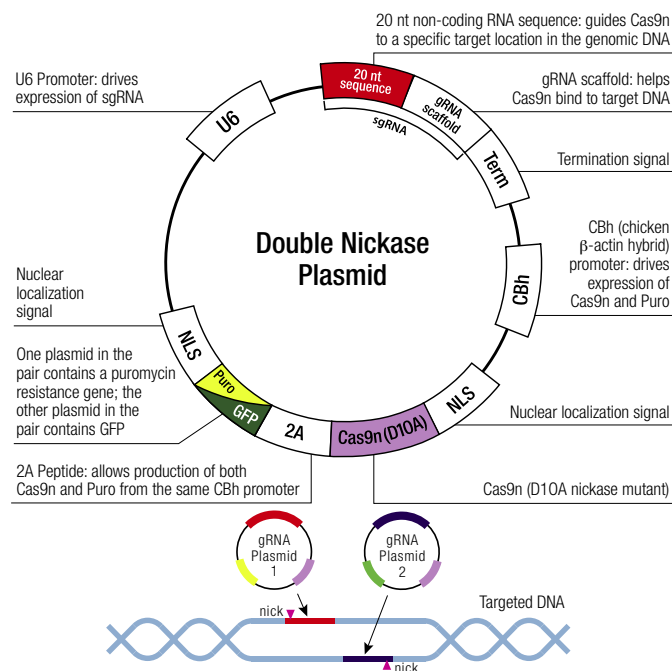 20 nt non-coding RNA sequence: guides Cas9n
to a specific target location in the genomic DNA
U6 Promoter: drives
expression of sgRNA
gRNA scaffold: helps
Cas9n bind to target DNA
20 nt
sequence
gRNA
scaffold
sgRNA
U6
Term
Termination signal
Double Nickase
Plasmid
CBh (chicken
β-actin hybrid)
promoter: drives
expression of
Cas9n and Puro
CBh
Nuclear
localization
signal
NLS
One plasmid in the
pair contains a puromycin
resistance gene; the
other plasmid in the
pair contains GFP
Puro
GFP
2A
Cas9n (D10A)
NLS
Nuclear localization signal
2A Peptide: allows production of both
Cas9n and Puro from the same CBh promoter
Cas9n (D10A nickase mutant)
gRNA
Plasmid
1
gRNA
Plasmid
2
nick
Targeted DNA
nick